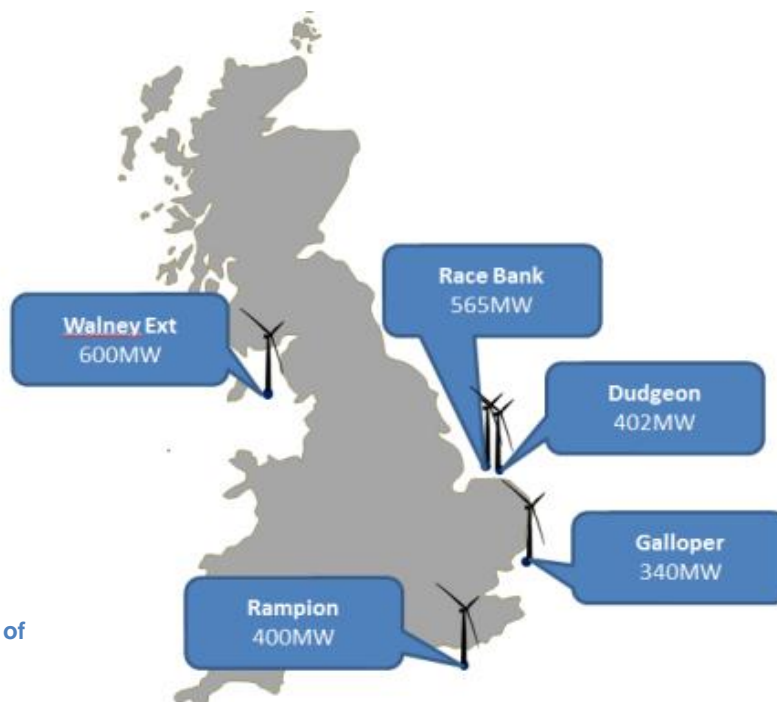 Race Bank
565MW
Walney Ext
600MW
Dudgeon
402MW
Galloper
340MW
Rampion
400MW
of